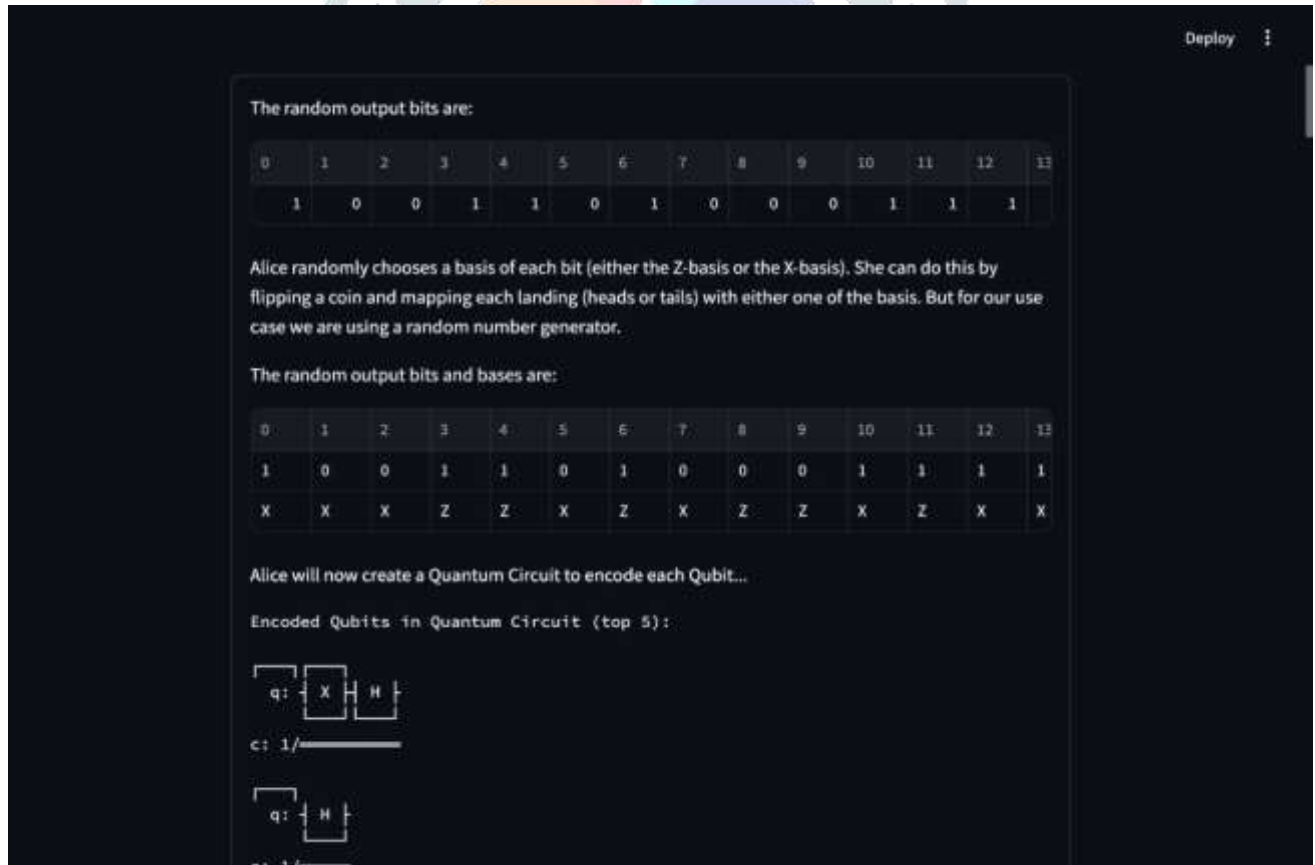 Deploy
The random output bits are:
0 1 2 3 4 5 6 7 8 9 10 11 12 13
1 0 0 1 1 0 1 0 0 0 1 1 1
Alice randomly chooses a basis of each bit (either the Z-basis or the X-basis). She can do this by
flipping a coin and mapping each landing (heads or tails) with either one of the basis. But for our use
case we are using a random number generator.
The random output bits and bases are:
0 1 2 3 4 5 6 7 8 9 10 11 12 13
1 0 0 1 1 0 1 0 0 0 1 1 1 1
X X X Z Z X Z X Z Z X Z X X
Alice will now create a Quantum Circuit to encode each Qubit...
Encoded Qubits in Quantum Circuit (top 5):
q: X H
c: 1/
q: H